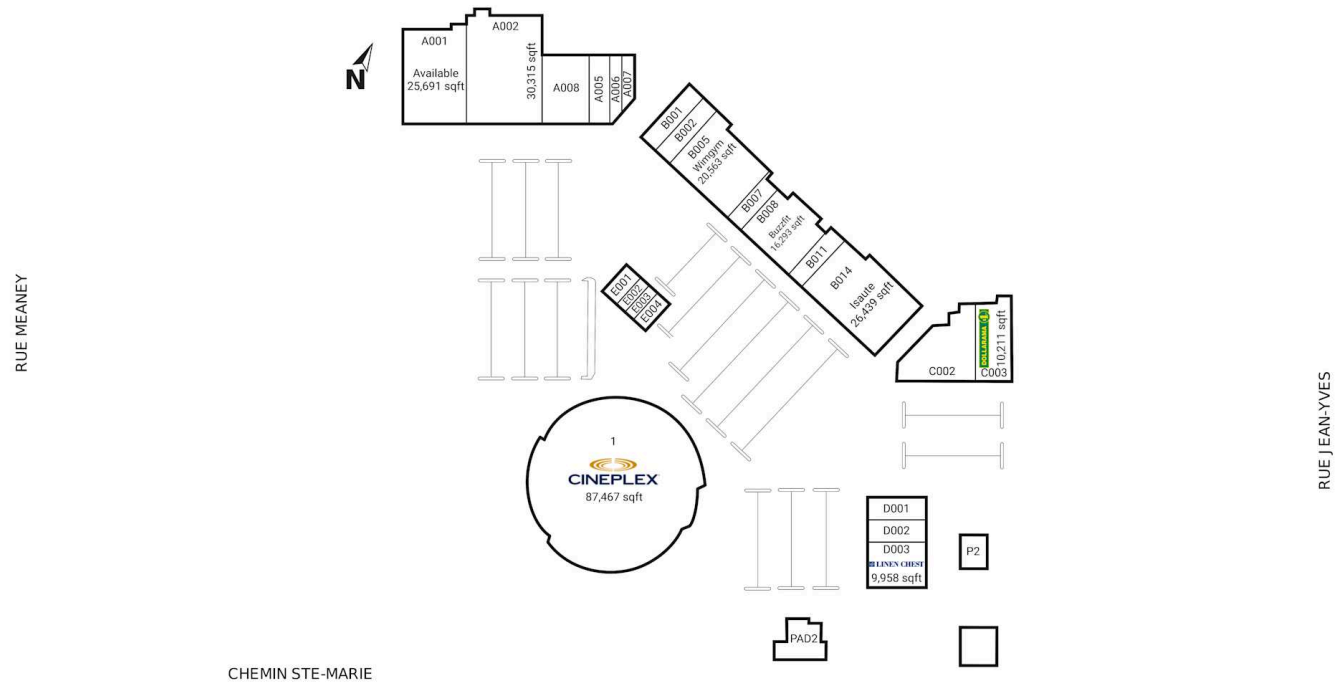 A001
Available
25,691 sqft
A002
30,315 sqft
A008
A005
A006
A007
N
B001
B002
B005
Wimgym
20,563 sqft
B007
B008
Buzzfit
16,293 sqft
B011
B014
Isaute
26,439 sqft
E001
E002
E003
E004
RUE MEANEY
DOLLARAMA
10,211 sqft
C002
C003
RUE JEAN-YVES
1
CINEPLEX
87,467 sqft
D001
D002
D003
LINEN CHEST
9,958 sqft
P2
PAD2
CHEMIN STE-MARIE